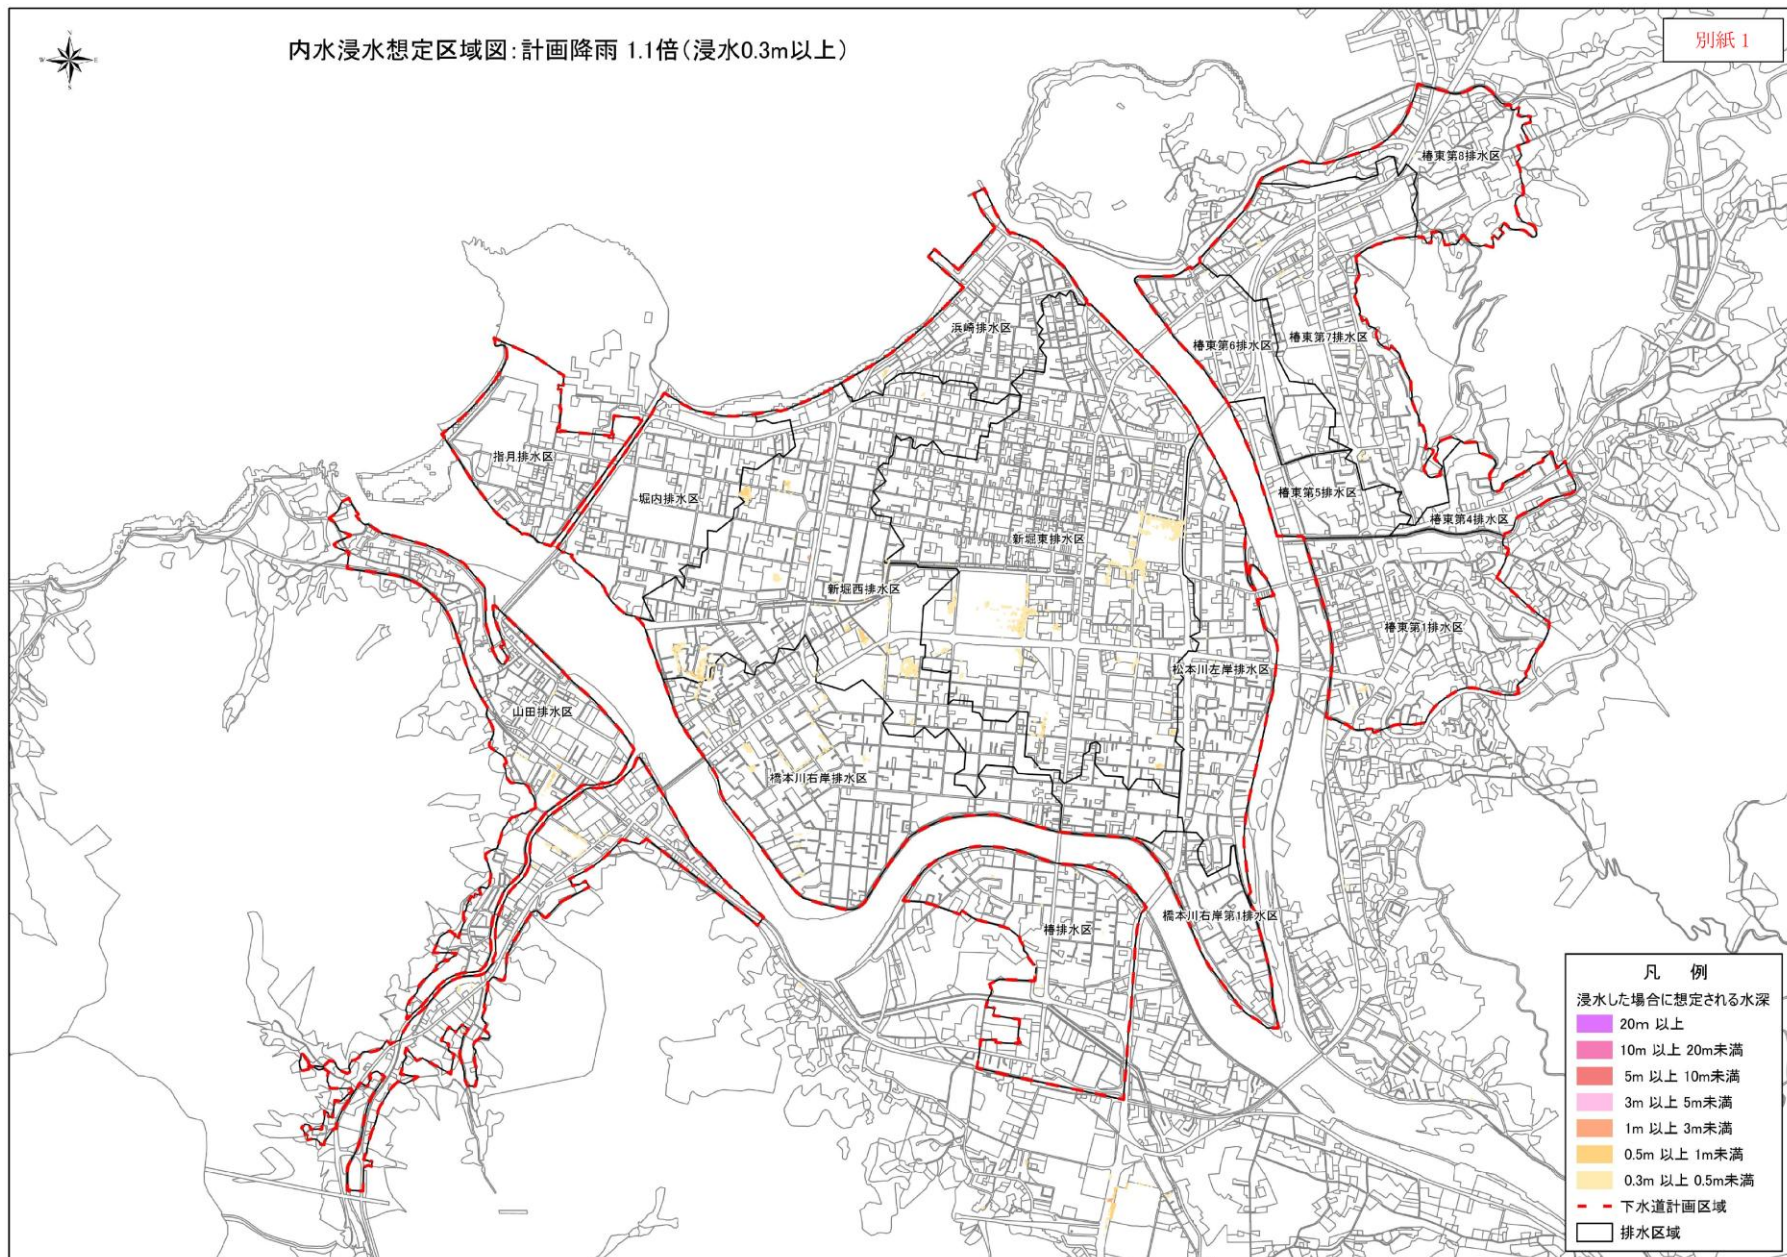 内水浸水想定区域図：計画降雨 1.1倍（浸水0.3m以上）
別紙 1
椿東第8排水区
浜崎排水区
椿東第6排水区
椿東第7排水区
指月排水区
堀内排水区
椿東第5排水区
椿東第4排水区
新堀東排水区
新堀西排水区
椿東第1排水区
松本川左岸排水区
山田排水区
橋本川右岸排水区
橋本川右岸第1排水区
椿排水区
凡 例
浸水した場合に想定される水深
20m 以上
10m 以上 20m未満
5m 以上 10m未満
3m 以上 5m未満
1m 以上 3m未満
0.5m 以上 1m未満
0.3m 以上 0.5m未満
下水道計画区域
排水区域